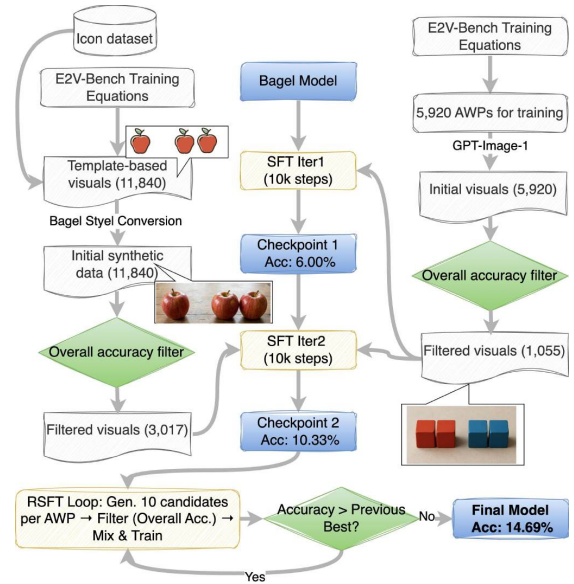 Icon dataset
E2V-Bench Training
Equations
Template-based
visuals (11,840)
Bagel Styel Conversion
Initial synthetic
data (11,840)
Overall accuracy filter
Filtered visuals (3,017)
Bagel Model
SFT Iter1
(10k steps)
Checkpoint 1
Acc: 6.00%
SFT Iter2
(10k steps)
Checkpoint 2
Acc: 10.33%
E2V-Bench Training
Equations
5,920 AWPs for training
GPT-Image-1
Initial visuals (5,920)
Overall accuracy filter
Filtered visuals (1,055)
RSFT Loop: Gen. 10 candidates
per AWP → Filter (Overall Acc.) →
Mix & Train
Accuracy > Previous
Best?
No
Yes
Final Model
Acc: 14.69%